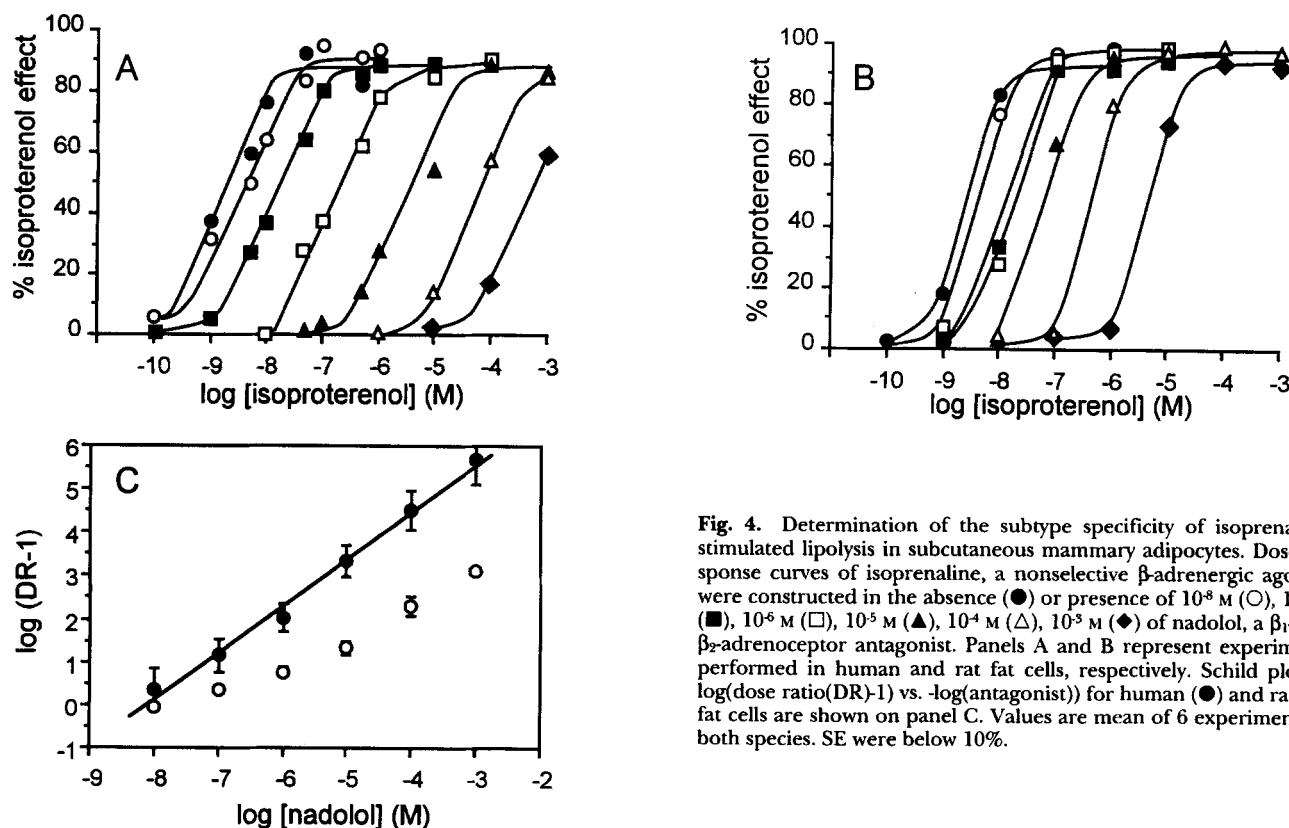 100
80
60
40
20
0
% isoproterenol effect
A
-10 -9 -8 -7 -6 -5 -4 -3
log [isoproterenol] (M)
100
80
60
40
20
0
% isoproterenol effect
B
-10 -9 -8 -7 -6 -5 -4 -3
log [isoproterenol] (M)
6
5
4
3
2
1
0
-1
log (DR-1)
C
-9 -8 -7 -6 -5 -4 -3 -2
log [nadolol] (M)
Fig. 4. Determination of the subtype specificity of isoprena
stimulated lipolysis in subcutaneous mammary adipocytes. Dos
sponse curves of isoprenaline, a nonselective β-adrenergic ago
were constructed in the absence (●) or presence of 10⁻⁸ M (○), 1
(■), 10⁻⁶ M (□), 10⁻⁵ M (▲), 10⁻⁴ M (△), 10⁻³ M (◆) of nadolol, a β₁-
β₂-adrenoceptor antagonist. Panels A and B represent experim
performed in human and rat fat cells, respectively. Schild ple
log(dose ratio(DR)-1) vs. -log(antagonist)) for human (●) and ra
fat cells are shown on panel C. Values are mean of 6 experimen
both species. SE were below 10%.